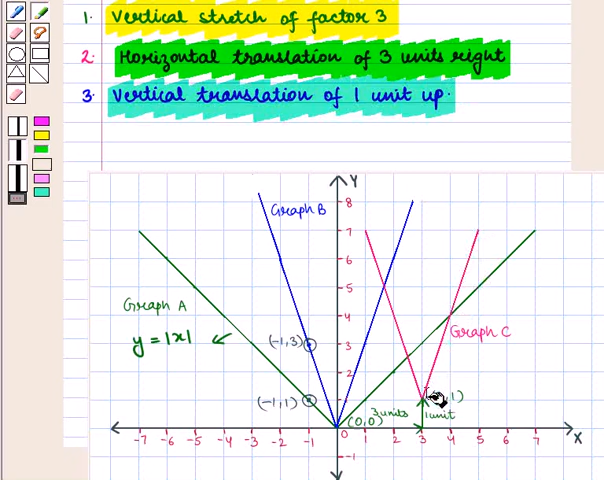 1. Vertical stretch of factor 3
2. Horizontal translation of 3 units right
3. Vertical translation of 1 unit up.
Y
8
Graph B
7
6
5
Graph A
4
y = |x|
Graph C
(-1,3)
3
2
(-1,1)
1
,1)
3 units
1 unit
(0,0)
-7 -6 -5 -4 -3 -2 -1 0 1 2 3 4 5 6 7 X
-1